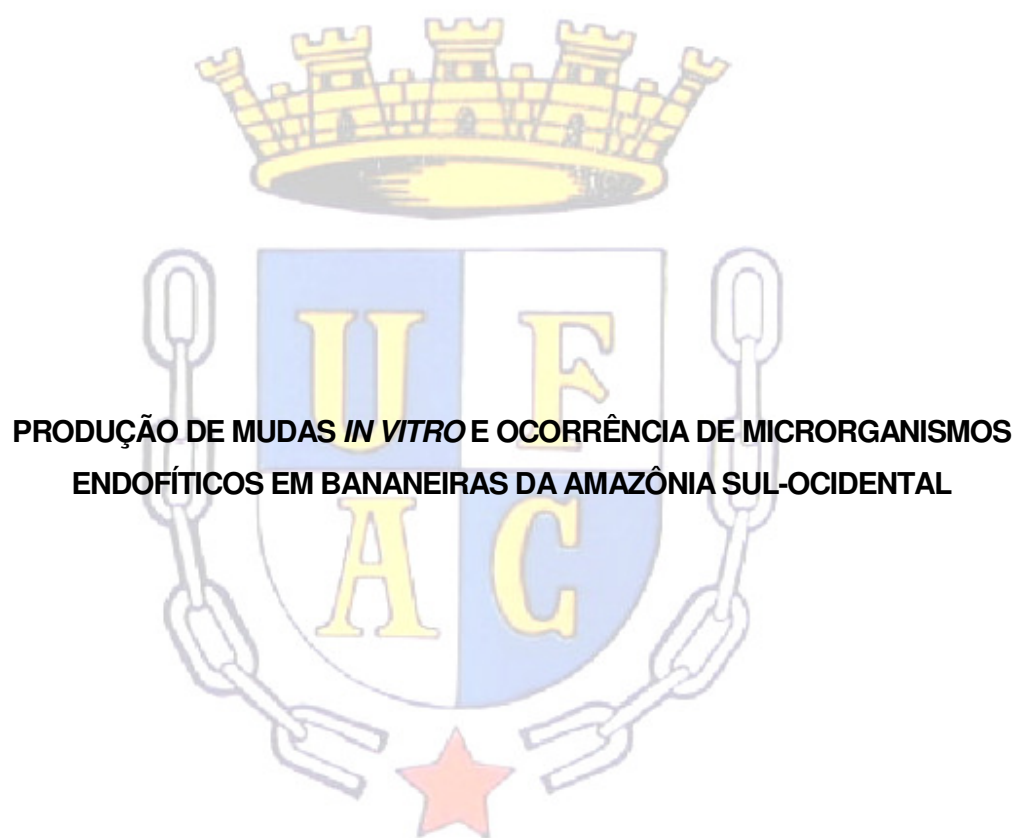 U F
PRODUÇÃO DE MUDAS IN VITRO E OCORRÊNCIA DE MICRORGANISMOS
ENDOFÍTICOS EM BANANEIRAS DA AMAZÔNIA SUL-OCIDENTAL
A C